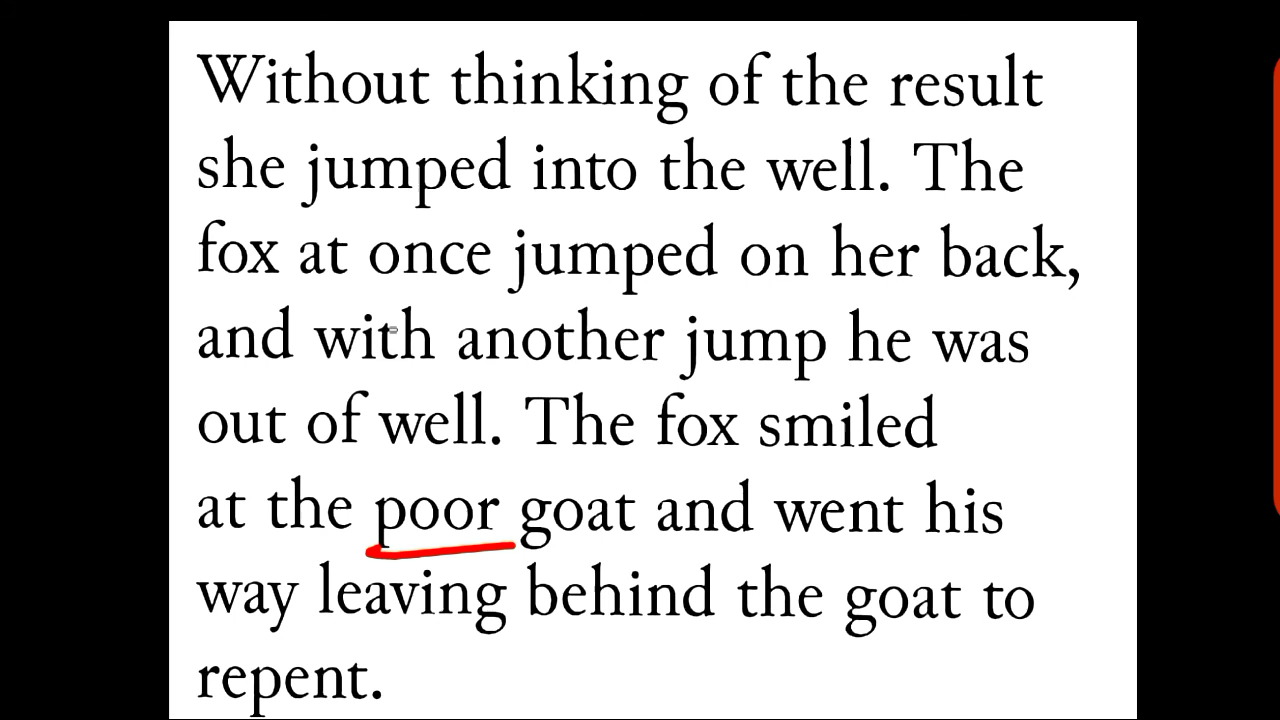 Without thinking of the result
she jumped into the well. The
fox at once jumped on her back,
and with another jump he was
out of well. The fox smiled
at the poor goat and went his
way leaving behind the goat to
repent.